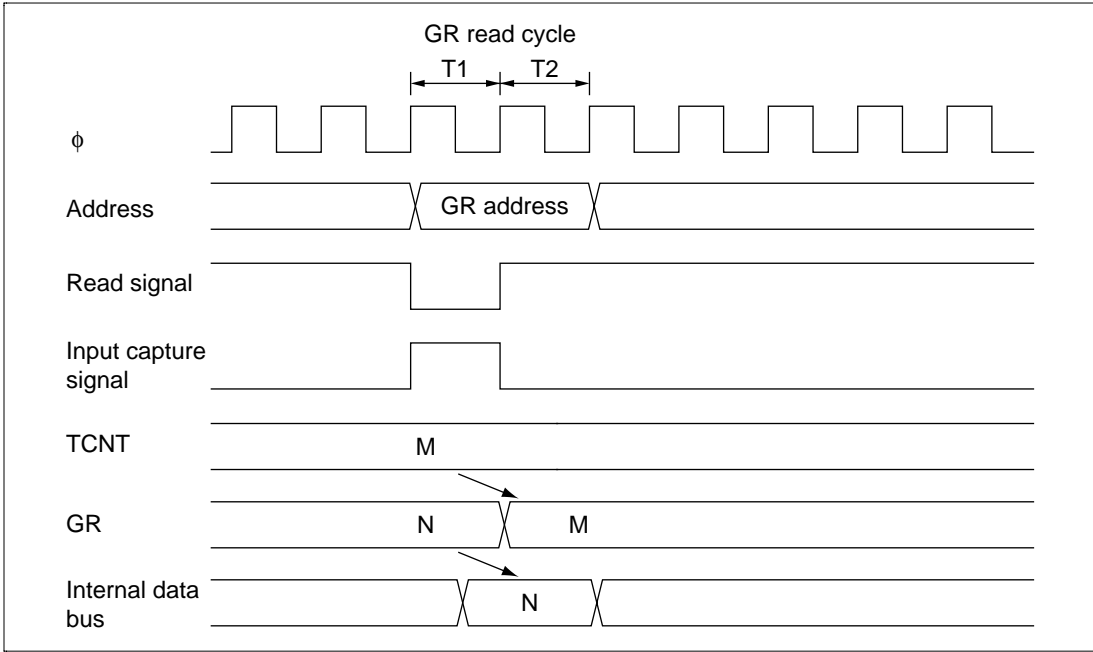 GR read cycle
T1 T2
ϕ
Address
GR address
Read signal
Input capture
signal
TCNT
M
GR
N M
Internal data
bus
N